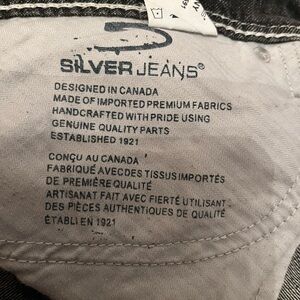 SILVER JEANS®
DESIGNED IN CANADA
MADE OF IMPORTED PREMIUM FABRICS
HANDCRAFTED WITH PRIDE USING
GENUINE QUALITY PARTS
ESTABLISHED 1921
CONÇU AU CANADA
FABRIQUÉ AVEC DES TISSUS IMPORTÉS
DE PREMIÈRE QUALITÉ
ARTISANAT FAIT AVEC FIERTÉ UTILISANT
DES PIÈCES AUTHENTIQUES DE QUALITÉ
ÉTABLI EN 1921